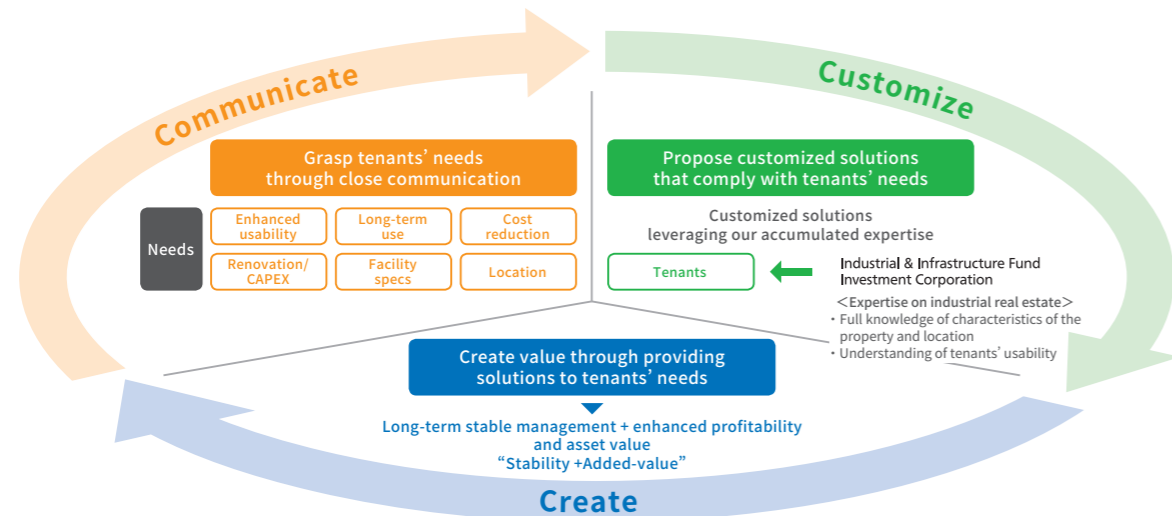 Communicate
Customize
Grasp tenants’ needs
through close communication
Needs
Enhanced
usability
Long-term
use
Cost
reduction
Renovation/
CAPEX
Facility
specs
Location
Propose customized solutions
that comply with tenants’ needs
Customized solutions
leveraging our accumulated expertise
Tenants
Industrial & Infrastructure Fund
Investment Corporation
＜Expertise on industrial real estate＞
・Full knowledge of characteristics of the
property and location
・Understanding of tenants’ usability
Create value through providing
solutions to tenants’ needs
Long-term stable management + enhanced profitability
and asset value
“Stability +Added-value”
Create